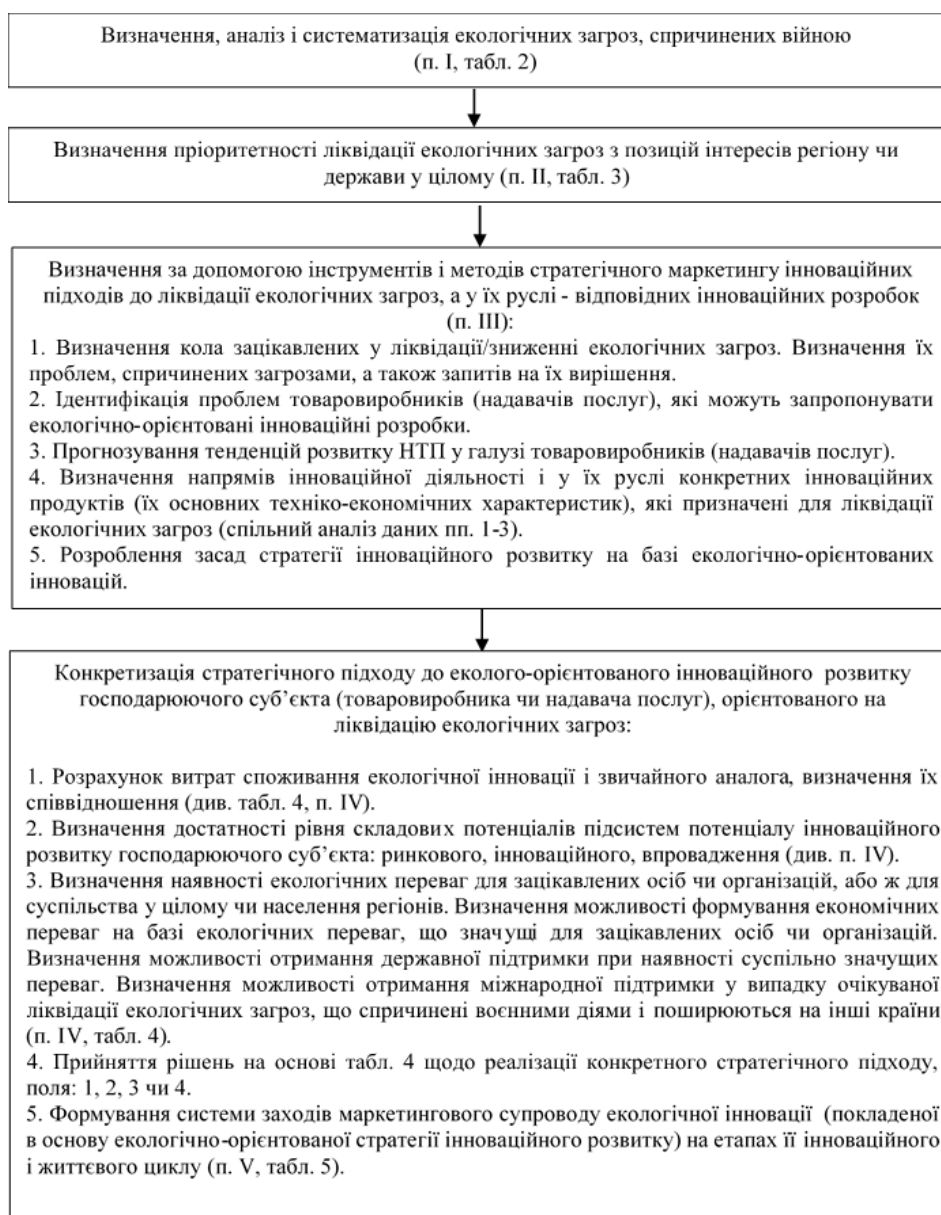 Визначення, аналіз і систематизація екологічних загроз, спричинених війною
(п. I, табл. 2)
Визначення пріоритетності ліквідації екологічних загроз з позицій інтересів регіону чи
держави у цілому (п. II, табл. 3)
Визначення за допомогою інструментів і методів стратегічного маркетингу інноваційних
підходів до ліквідації екологічних загроз, а у їх руслі - відповідних інноваційних розробок
(п. III):
1. Визначення кола зацікавлених у ліквідації/зниженні екологічних загроз. Визначення їх
проблем, спричинених загрозами, а також запитів на їх вирішення.
2. Ідентифікація проблем товаровиробників (надавачів послуг), які можуть запропонувати
екологічно-орієнтовані інноваційні розробки.
3. Прогнозування тенденцій розвитку НТП у галузі товаровиробників (надавачів послуг).
4. Визначення напрямів інноваційної діяльності і у їх руслі конкретних інноваційних
продуктів (їх основних техніко-економічних характеристик), які призначені для ліквідації
екологічних загроз (спільний аналіз даних пп. 1-3).
5. Розроблення засад стратегії інноваційного розвитку на базі екологічно-орієнтованих
інновацій.
Конкретизація стратегічного підходу до еколого-орієнтованого інноваційного розвитку
господарюючого суб’єкта (товаровиробника чи надавача послуг), орієнтованого на
ліквідацію екологічних загроз:
1. Розрахунок витрат споживання екологічної інновації і звичайного аналога, визначення їх
співвідношення (див. табл. 4, п. IV).
2. Визначення достатності рівня складових потенціалів підсистем потенціалу інноваційного
розвитку господарюючого суб’єкта: ринкового, інноваційного, впровадження (див. п. IV).
3. Визначення наявності екологічних переваг для зацікавлених осіб чи організацій, або ж для
суспільства у цілому чи населення регіонів. Визначення можливості формування економічних
переваг на базі екологічних переваг, що значущі для зацікавлених осіб чи організацій.
Визначення можливості отримання державної підтримки при наявності суспільно значущих
переваг. Визначення можливості отримання міжнародної підтримки у випадку очікуваної
ліквідації екологічних загроз, що спричинені воєнними діями і поширюються на інші країни
(п. IV, табл. 4).
4. Прийняття рішень на основі табл. 4 щодо реалізації конкретного стратегічного підходу,
поля: 1, 2, 3 чи 4.
5. Формування системи заходів маркетингового супроводу екологічної інновації (покладеної
в основу екологічно-орієнтованої стратегії інноваційного розвитку) на етапах її інноваційного
і життєвого циклу (п. V, табл. 5).